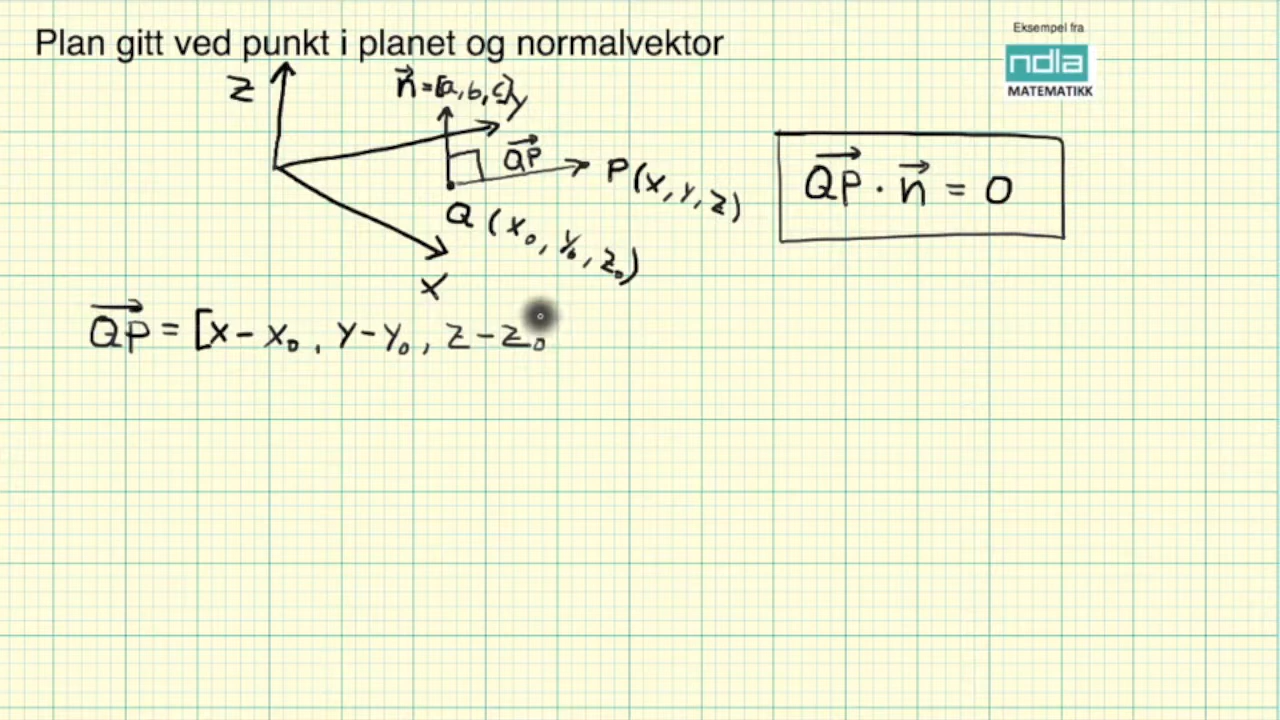 Plan gitt ved punkt i planet og normalvektor
Eksempel fra
ndla
MATEMATIKK
z
n⃗ = [a, b, c]
y
QP⃗
P(x, y, z)
Q (x₀, y₀, z₀)
x
QP⃗ · n⃗ = 0
QP⃗ = [x - x₀, y - y₀, z - z₀